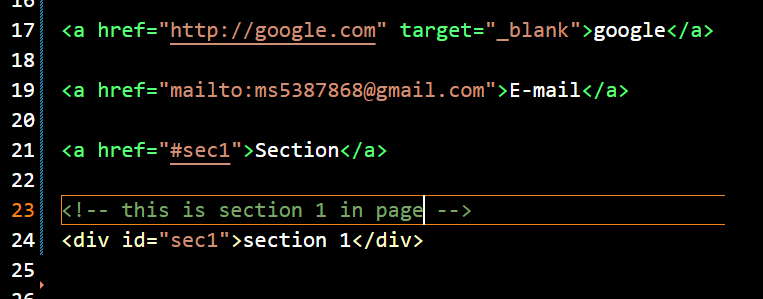 16
17 <a href="http://google.com" target="_blank">google</a>
18
19 <a href="mailto:ms5387868@gmail.com">E-mail</a>
20
21 <a href="#sec1">Section</a>
22
23 <!-- this is section 1 in page -->
24 <div id="sec1">section 1</div>
25
26